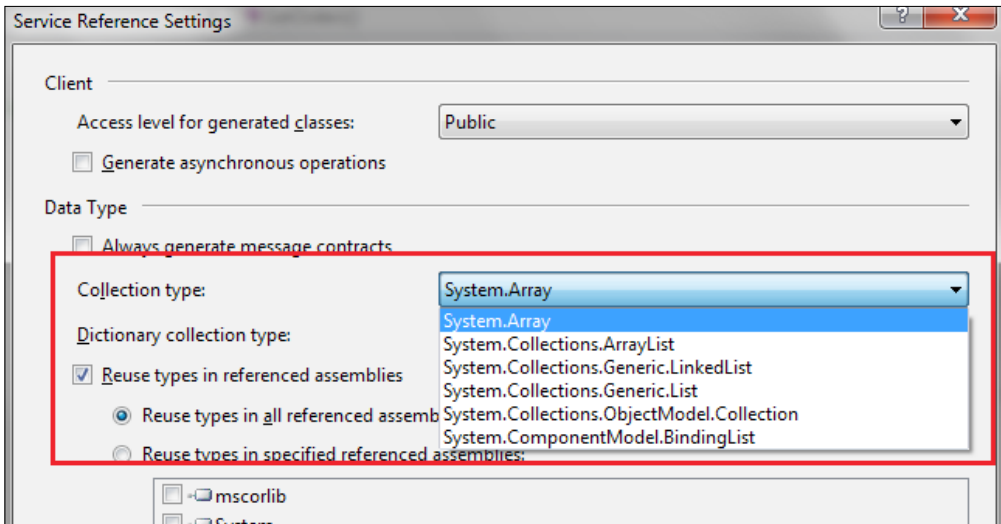 Service Reference Settings
Client
Access level for generated classes:
Public
Generate asynchronous operations
Data Type
Always generate message contracts
Collection type:
System.Array
System.Array
Dictionary collection type:
System.Collections.ArrayList
System.Collections.Generic.LinkedList
Reuse types in referenced assemblies
System.Collections.Generic.List
Reuse types in all referenced assemb
System.Collections.ObjectModel.Collection
System.ComponentModel.BindingList
Reuse types in specified referenced assemblies:
mscorlib
System